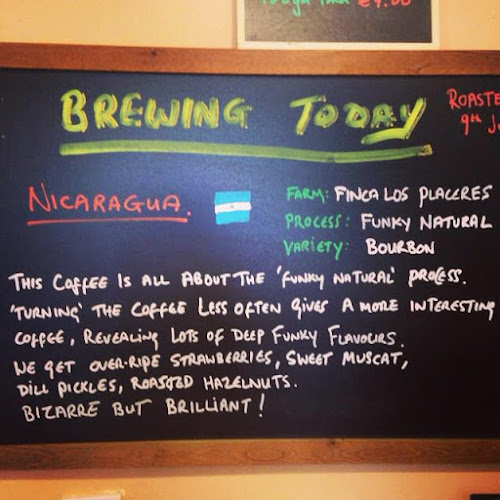 BREWING TODAY
ROASTE
9TH J
NICARAGUA.
FARM: FINCA LOS PLACERES
PROCESS: FUNKY NATURAL
VARIETY: BOURBON
THIS COFFEE IS ALL ABOUT THE 'FUNKY NATURAL' PROCESS.
'TURNING' THE COFFEE LESS OFTEN GIVES A MORE INTERESTING
COFFEE, REVEALING LOTS OF DEEP FUNKY FLAVOURS.
WE GET OVER-RIPE STRAWBERRIES, SWEET MUSCAT,
DILL PICKLES, ROASTED HAZELNUTS.
BIZARRE BUT BRILLIANT!